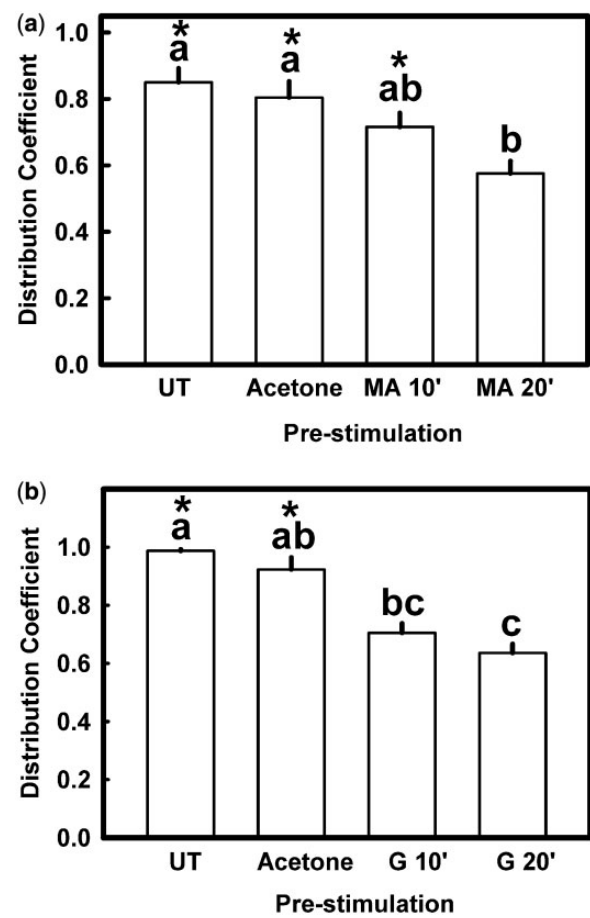 (a)
Distribution Coefficient
1.0
0.8
0.6
0.4
0.2
0.0
*
a
*
a
*
ab
b
UT
Acetone
MA 10'
MA 20'
Pre-stimulation
(b)
Distribution Coefficient
1.0
0.8
0.6
0.4
0.2
0.0
*
a
*
ab
bc
c
UT
Acetone
G 10'
G 20'
Pre-stimulation